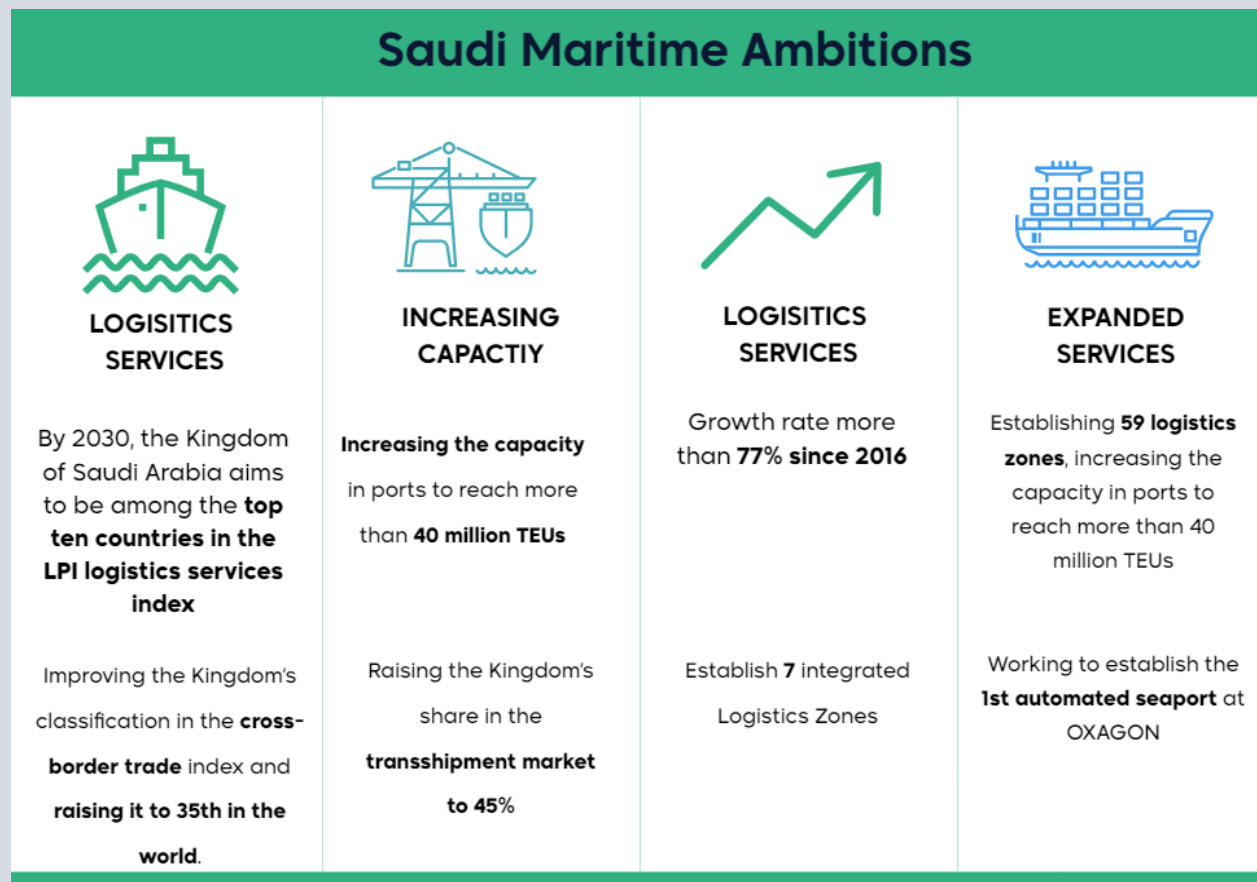 Saudi Maritime Ambitions
LOGISITICS
SERVICES
By 2030, the Kingdom
of Saudi Arabia aims
to be among the top
ten countries in the
LPI logistics services
index
Improving the Kingdom's
classification in the cross-
border trade index and
raising it to 35th in the
world.
INCREASING
CAPACTIY
Increasing the capacity
in ports to reach more
than 40 million TEUs
Raising the Kingdom's
share in the
transshipment market
to 45%
LOGISITICS
SERVICES
Growth rate more
than 77% since 2016
Establish 7 integrated
Logistics Zones
EXPANDED
SERVICES
Establishing 59 logistics
zones, increasing the
capacity in ports to
reach more than 40
million TEUs
Working to establish the
1st automated seaport at
OXAGON